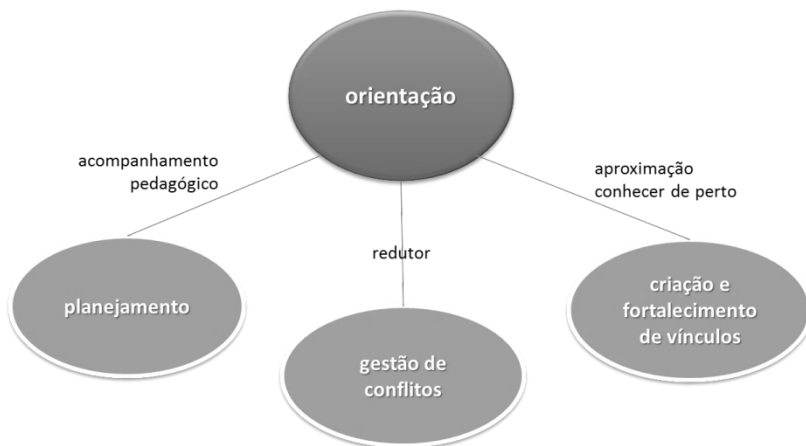 orientação
acompanhamento
pedagógico
aproximação
conhecer de perto
redutor
planejamento
criação e
fortalecimento
de vínculos
gestão de
conflitos